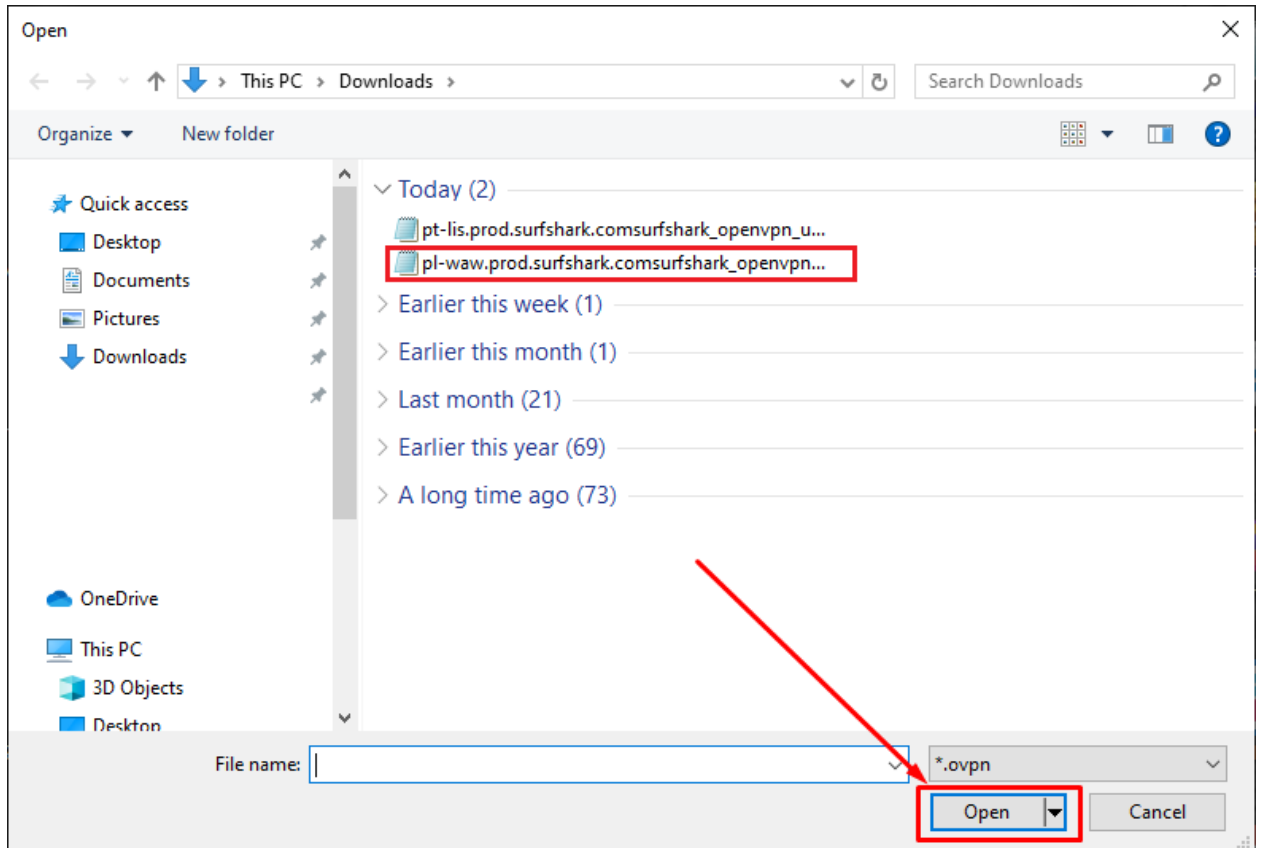 Open
This PC > Downloads >
Search Downloads
Organize
New folder
?
Quick access
Desktop
Documents
Pictures
Downloads
OneDrive
This PC
3D Objects
Desktop
Today (2)
pt-lis.prod.surfshark.comsurfshark_openvpn_u...
pl-waw.prod.surfshark.comsurfshark_openvpn...
Earlier this week (1)
Earlier this month (1)
Last month (21)
Earlier this year (69)
A long time ago (73)
File name:
*.ovpn
Open
Cancel